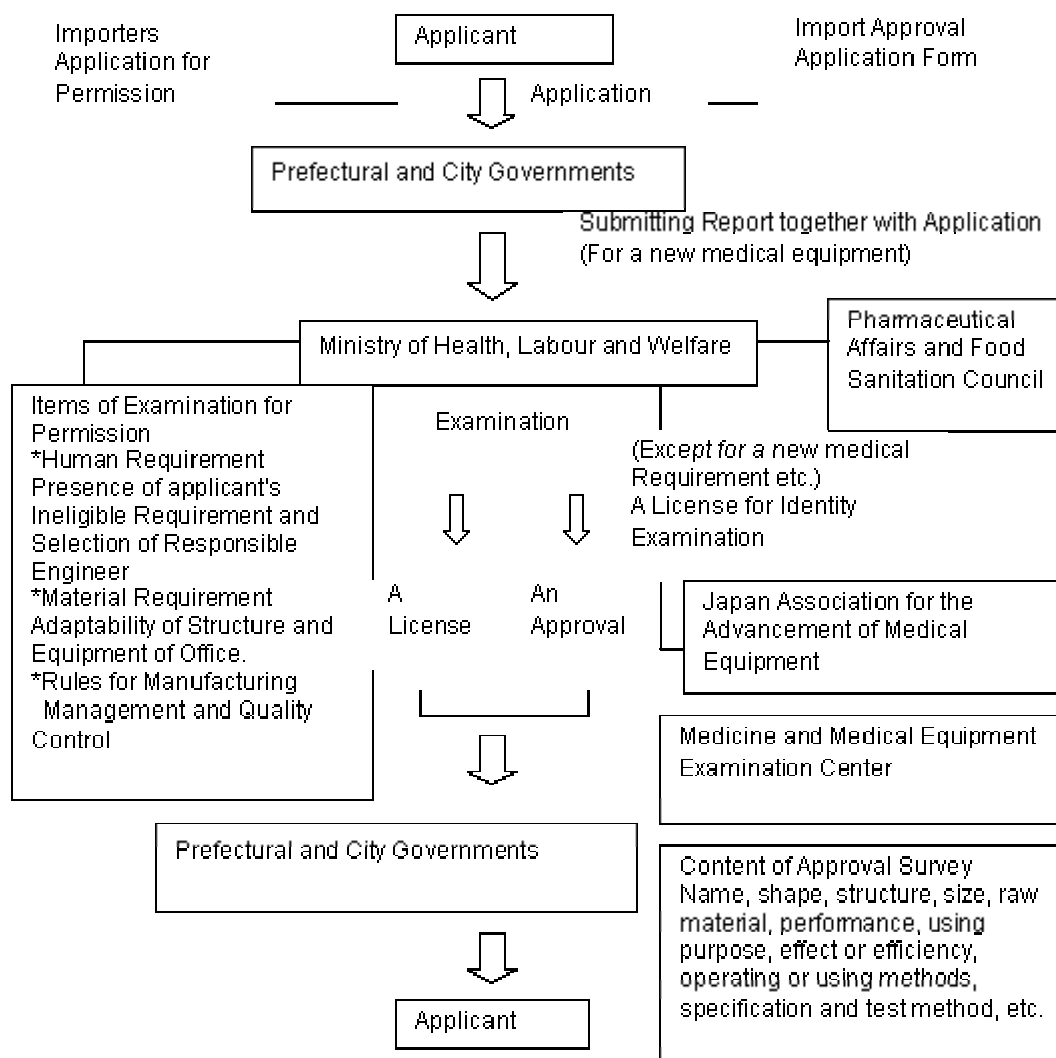 Importers
Application for
Permission
Applicant
Import Approval
Application Form
Application
Prefectural and City Governments
Submitting Report together with Application
(For a new medical equipment)
Ministry of Health, Labour and Welfare
Pharmaceutical
Affairs and Food
Sanitation Council
Items of Examination for
Permission
*Human Requirement
Presence of applicant's
Ineligible Requirement and
Selection of Responsible
Engineer
*Material Requirement
Adaptability of Structure and
Equipment of Office.
*Rules for Manufacturing
Management and Quality
Control
Examination
(Except for a new medical
Requirement etc.)
A License for Identity
Examination
A
License
An
Approval
Japan Association for the
Advancement of Medical
Equipment
Medicine and Medical Equipment
Examination Center
Prefectural and City Governments
Content of Approval Survey
Name, shape, structure, size, raw
material, performance, using
purpose, effect or efficiency,
operating or using methods,
specification and test method, etc.
Applicant